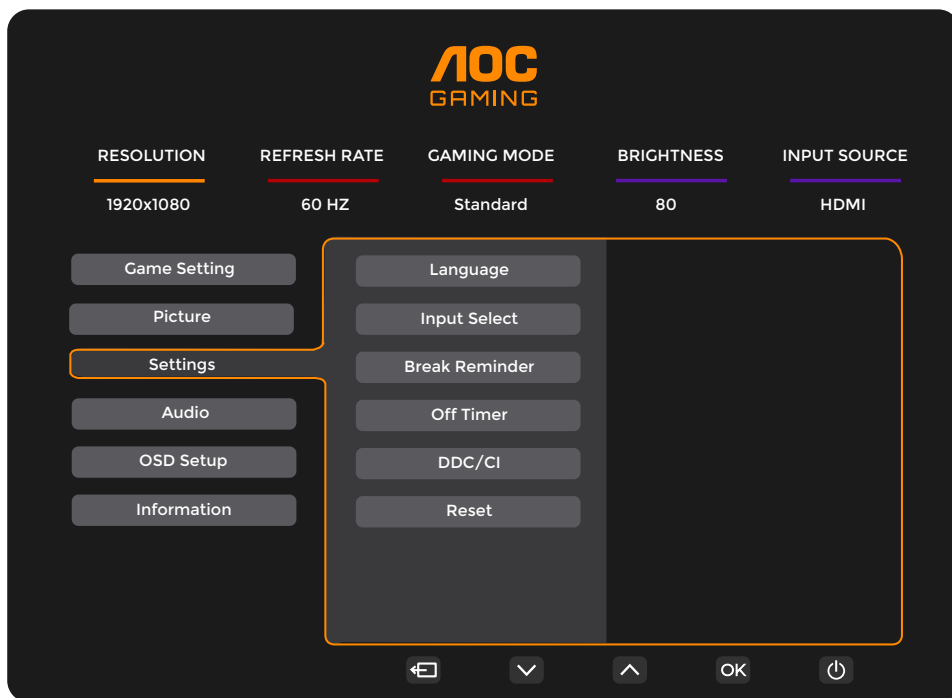 AOC
GAMING
RESOLUTION REFRESH RATE GAMING MODE BRIGHTNESS INPUT SOURCE
1920x1080 60 HZ Standard 80 HDMI
Game Setting Language
Picture Input Select
Settings Break Reminder
Audio Off Timer
OSD Setup DDC/CI
Information Reset
OK